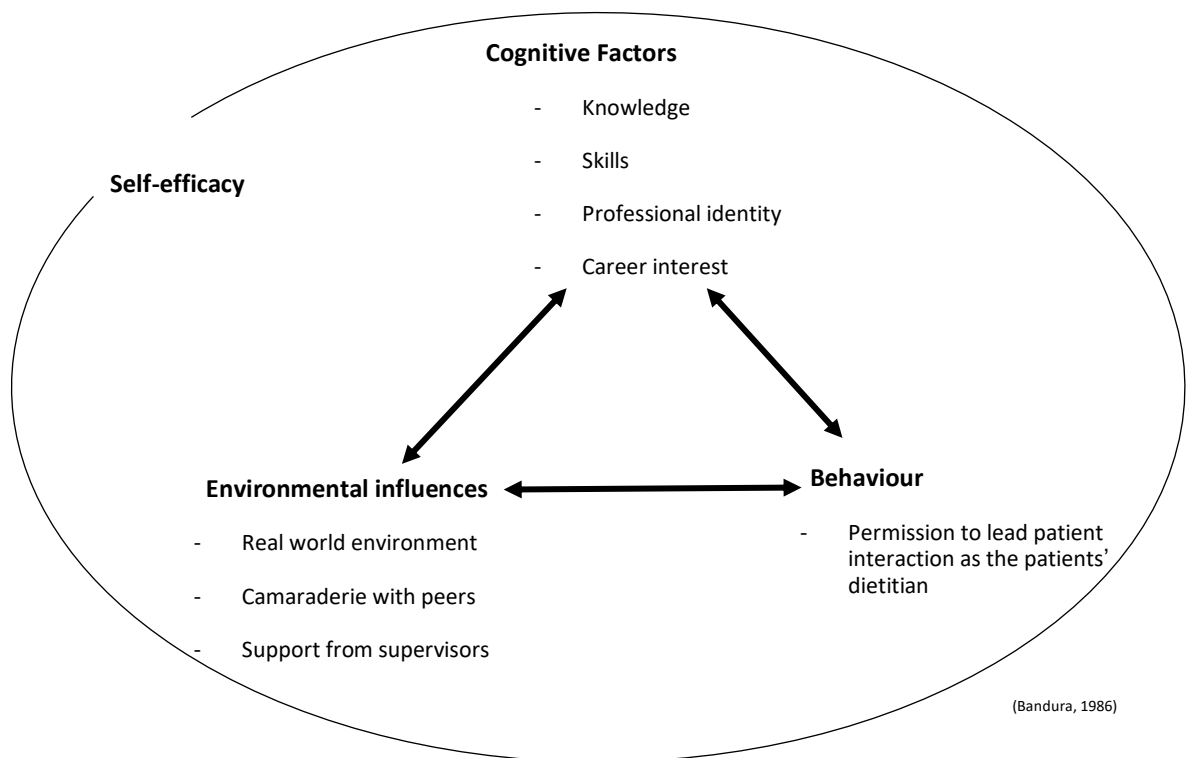 Cognitive Factors
- Knowledge
- Skills
- Professional identity
- Career interest
Self-efficacy
Environmental influences
- Real world environment
- Camaraderie with peers
- Support from supervisors
Behaviour
- Permission to lead patient
interaction as the patients’
dietitian
(Bandura, 1986)